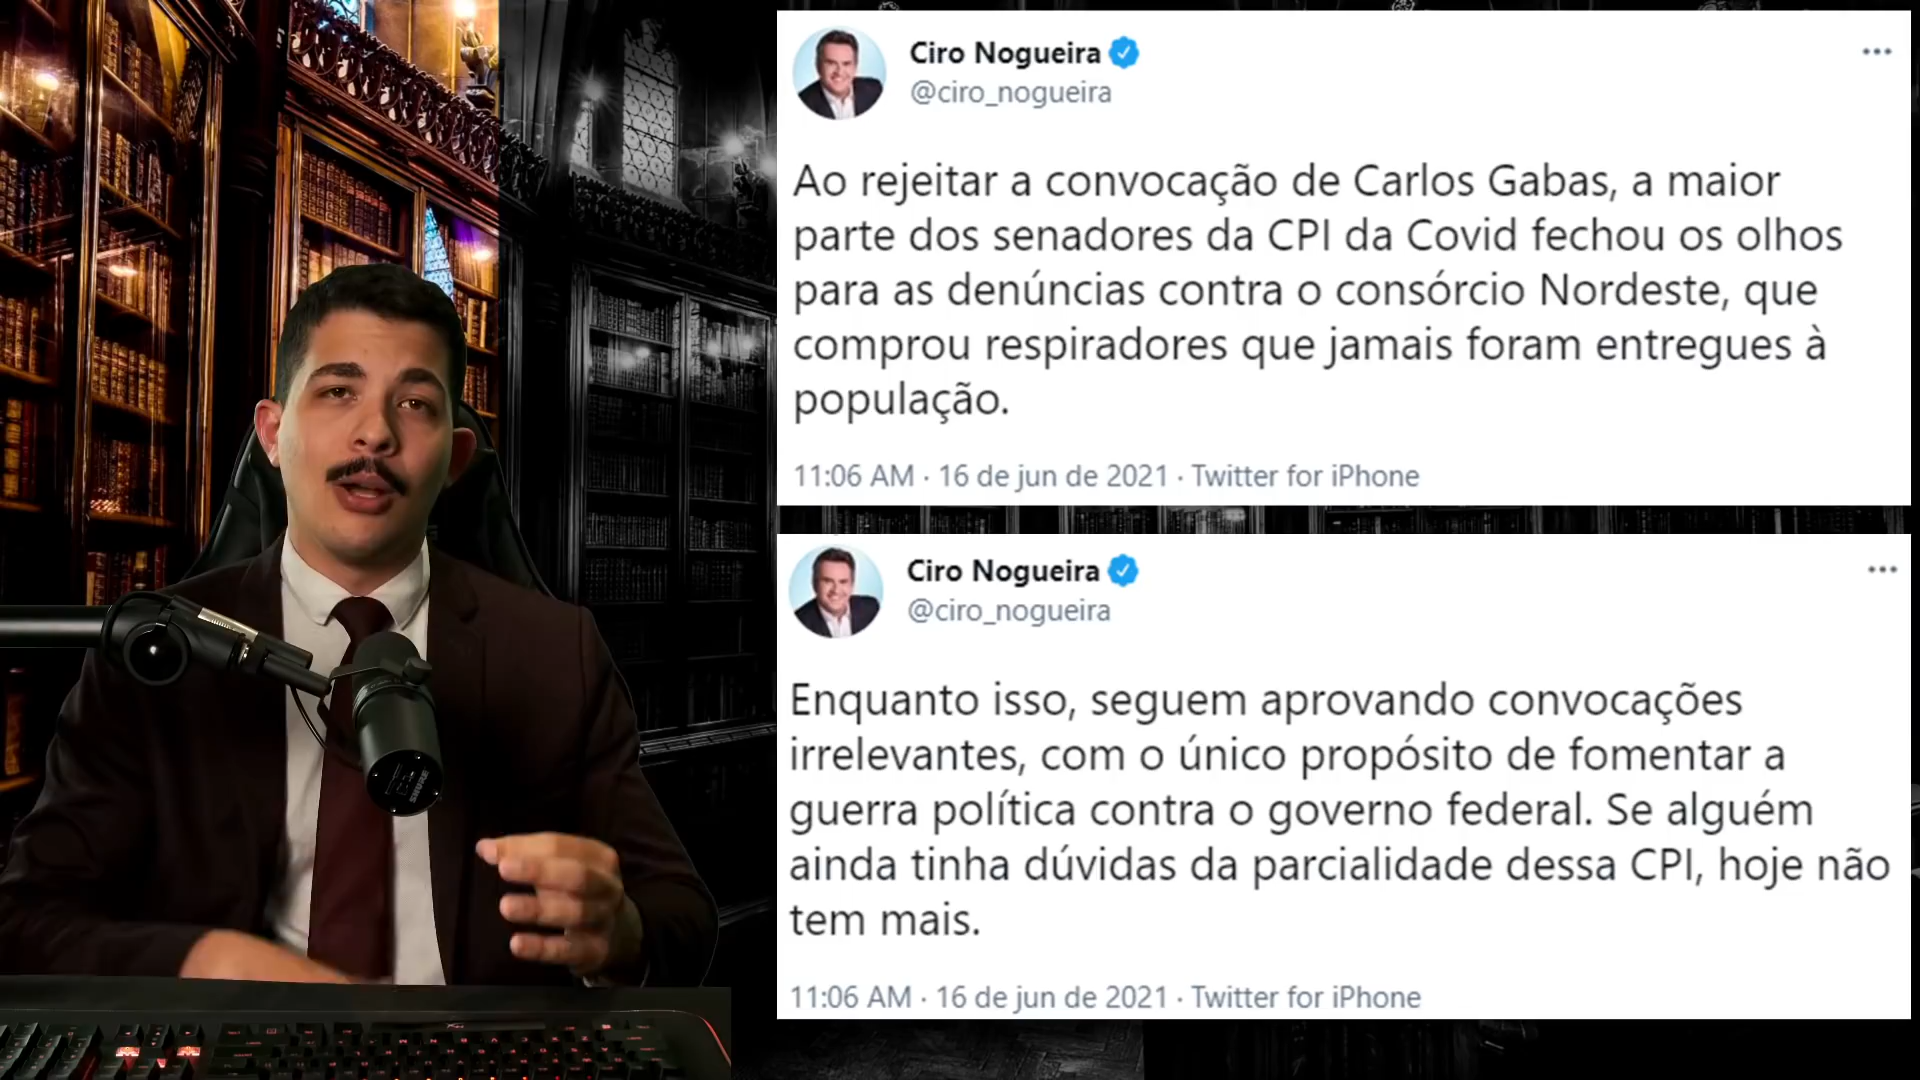 Ciro Nogueira
@ciro_nogueira
Ao rejeitar a convocação de Carlos Gabas, a maior
parte dos senadores da CPI da Covid fechou os olhos
para as denúncias contra o consórcio Nordeste, que
comprou respiradores que jamais foram entregues à
população.
11:06 AM · 16 de jun de 2021 · Twitter for iPhone
Ciro Nogueira
@ciro_nogueira
Enquanto isso, seguem aprovando convocações
irrelevantes, com o único propósito de fomentar a
guerra política contra o governo federal. Se alguém
ainda tinha dúvidas da parcialidade dessa CPI, hoje não
tem mais.
11:06 AM · 16 de jun de 2021 · Twitter for iPhone
SHURE